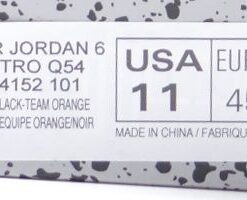 R JORDAN 6
TRO Q54
4152 101
LACK-TEAM ORANGE
EQUIPE ORANGE/NOIR
USA
11
EUR
45
MADE IN CHINA / FABRIQU